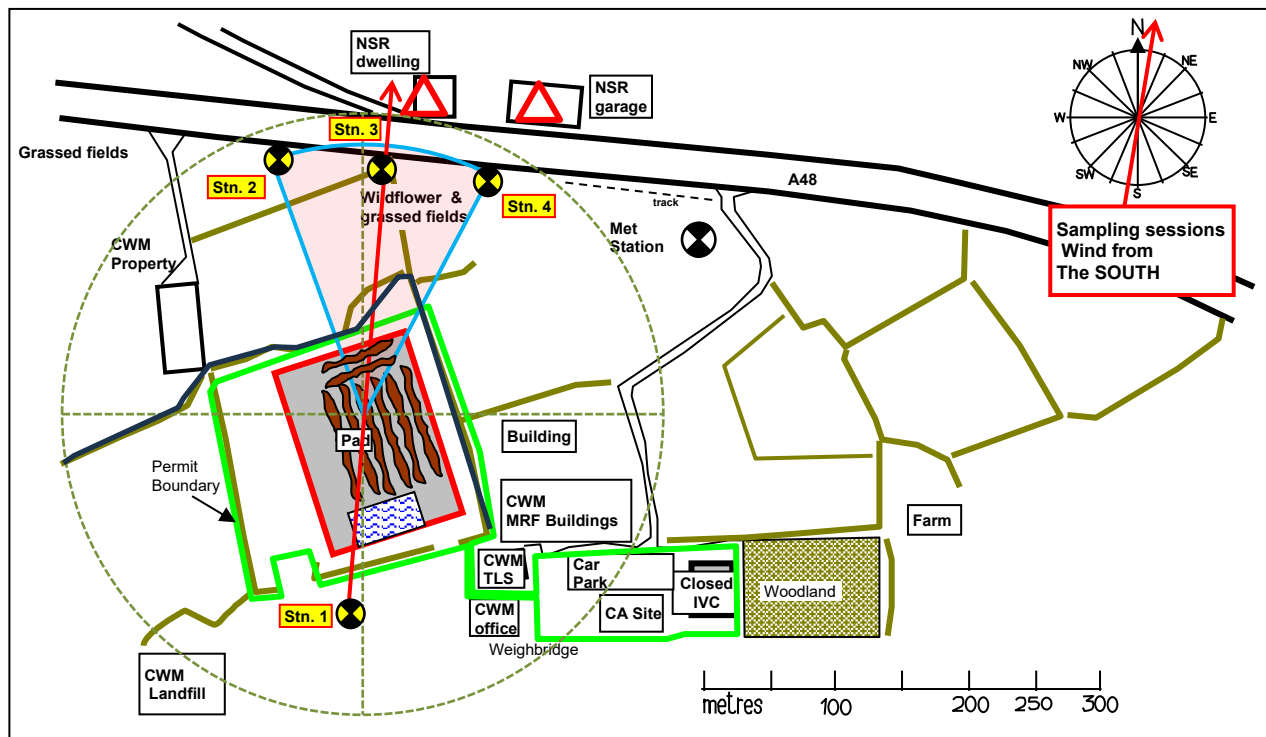 NSR
dwelling
NSR
garage
N
NW
NE
W
E
SW
SE
S
Stn. 3
Grassed fields
Stn. 2
Wildflower &
grassed fields
Stn. 4
A48
track
Met
Station
Sampling sessions
Wind from
The SOUTH
CWM
Property
Pad
Building
Permit
Boundary
CWM
MRF Buildings
Farm
CWM
TLS
Car
Park
Closed
IVC
Woodland
Stn. 1
CWM
office
CA Site
Weighbridge
CWM
Landfill
metres 100 200 250 300